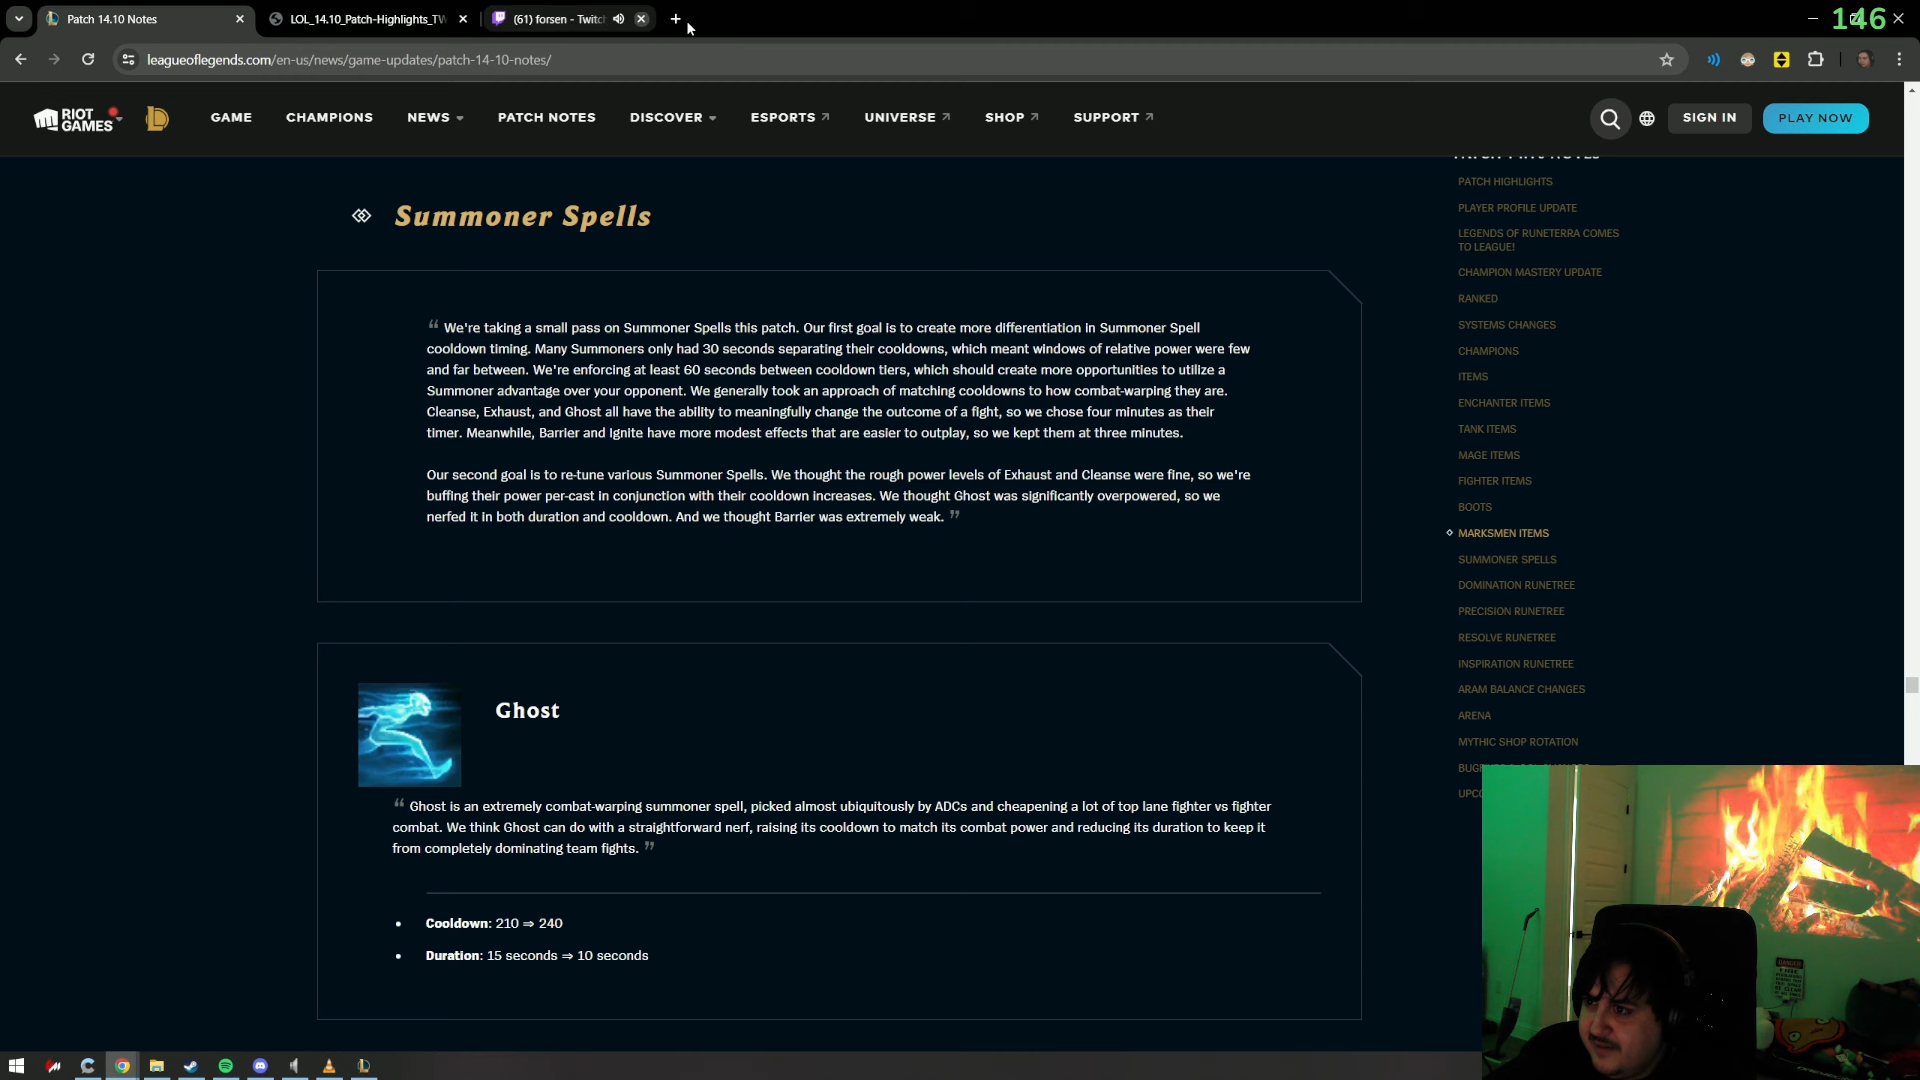 Patch 14.10 Notes
LOL_14.10_Patch-Highlights_TW
(61) forsen - Twitch
146
leagueoflegends.com/en-us/news/game-updates/patch-14-10-notes/
RIOT GAMES
GAME
CHAMPIONS
NEWS
PATCH NOTES
DISCOVER
ESPORTS
UNIVERSE
SHOP
SUPPORT
SIGN IN
PLAY NOW
Summoner Spells
“ We're taking a small pass on Summoner Spells this patch. Our first goal is to create more differentiation in Summoner Spell
cooldown timing. Many Summoners only had 30 seconds separating their cooldowns, which meant windows of relative power were few
and far between. We're enforcing at least 60 seconds between cooldown tiers, which should create more opportunities to utilize a
Summoner advantage over your opponent. We generally took an approach of matching cooldowns to how combat-warping they are.
Cleanse, Exhaust, and Ghost all have the ability to meaningfully change the outcome of a fight, so we chose four minutes as their
timer. Meanwhile, Barrier and Ignite have more modest effects that are easier to outplay, so we kept them at three minutes.
Our second goal is to re-tune various Summoner Spells. We thought the rough power levels of Exhaust and Cleanse were fine, so we're
buffing their power per-cast in conjunction with their cooldown increases. We thought Ghost was significantly overpowered, so we
nerfed it in both duration and cooldown. And we thought Barrier was extremely weak. ”
Ghost
“ Ghost is an extremely combat-warping summoner spell, picked almost ubiquitously by ADCs and cheapening a lot of top lane fighter vs fighter
combat. We think Ghost can do with a straightforward nerf, raising its cooldown to match its combat power and reducing its duration to keep it
from completely dominating team fights. ”
• Cooldown: 210 ⇒ 240
• Duration: 15 seconds ⇒ 10 seconds
PATCH HIGHLIGHTS
PLAYER PROFILE UPDATE
LEGENDS OF RUNETERRA COMES
TO LEAGUE!
CHAMPION MASTERY UPDATE
RANKED
SYSTEMS CHANGES
CHAMPIONS
ITEMS
ENCHANTER ITEMS
TANK ITEMS
MAGE ITEMS
FIGHTER ITEMS
BOOTS
MARKSMEN ITEMS
SUMMONER SPELLS
DOMINATION RUNETREE
PRECISION RUNETREE
RESOLVE RUNETREE
INSPIRATION RUNETREE
ARAM BALANCE CHANGES
ARENA
MYTHIC SHOP ROTATION
DANGER